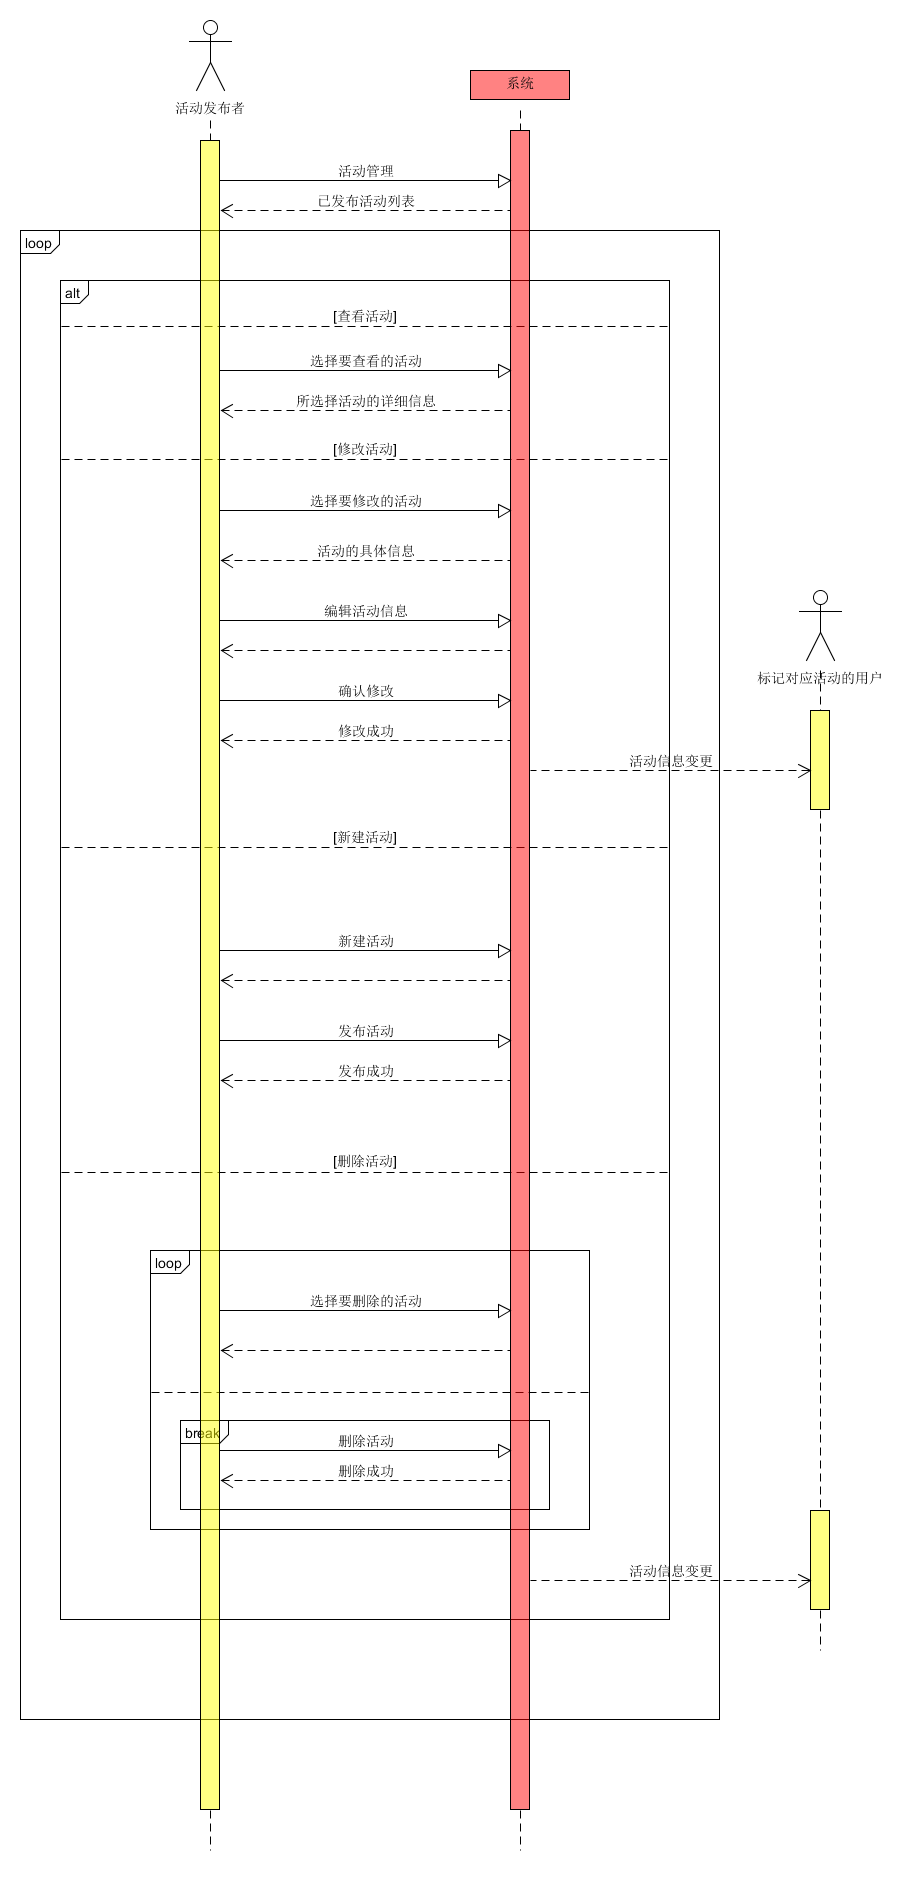 活动发布者
系统
活动管理
已发布活动列表
loop
alt
[查看活动]
选择要查看的活动
所选择活动的详细信息
[修改活动]
选择要修改的活动
活动的具体信息
编辑活动信息
标记对应活动的用户
确认修改
修改成功
活动信息变更
[新建活动]
新建活动
发布活动
发布成功
[删除活动]
loop
选择要删除的活动
break
删除活动
删除成功
活动信息变更